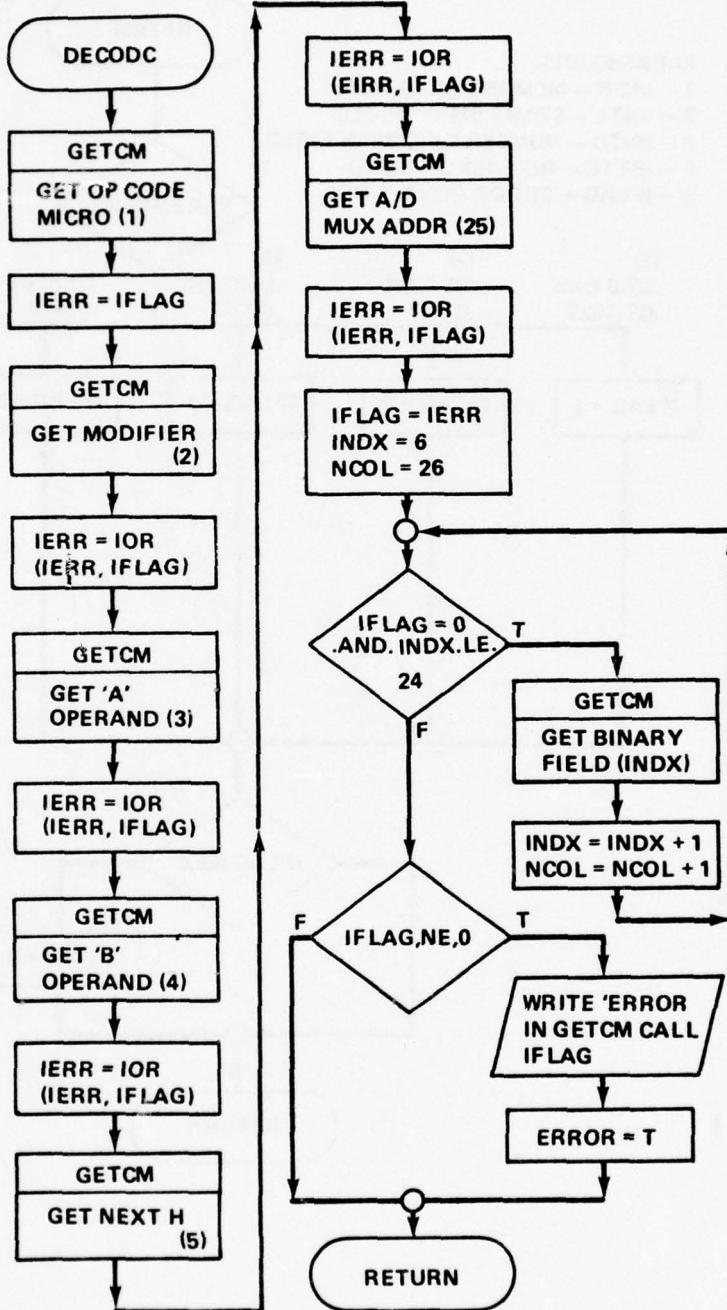 DECODC
GETCM
GET OP CODE
MICRO (1)
IERR = IFLAG
GETCM
GET MODIFIER
(2)
IERR = IOR
(IERR, IFLAG)
GETCM
GET 'A'
OPERAND (3)
IERR = IOR
(IERR, IFLAG)
GETCM
GET 'B'
OPERAND (4)
IERR = IOR
(IERR, IFLAG)
GETCM
GET NEXT H
(5)
IERR = IOR
(EIRR, IFLAG)
GETCM
GET A/D
MUX ADDR (25)
IERR = IOR
(IERR, IFLAG)
IFLAG = IERR
INDX = 6
NCOL = 26
IFLAG = 0
.AND. INDX.LE.
24
T
F
GETCM
GET BINARY
FIELD (INDX)
INDX = INDX + 1
NCOL = NCOL + 1
F
IFLAG,NE,0
T
WRITE 'ERROR
IN GETCM CALL
IFLAG
ERROR = T
RETURN